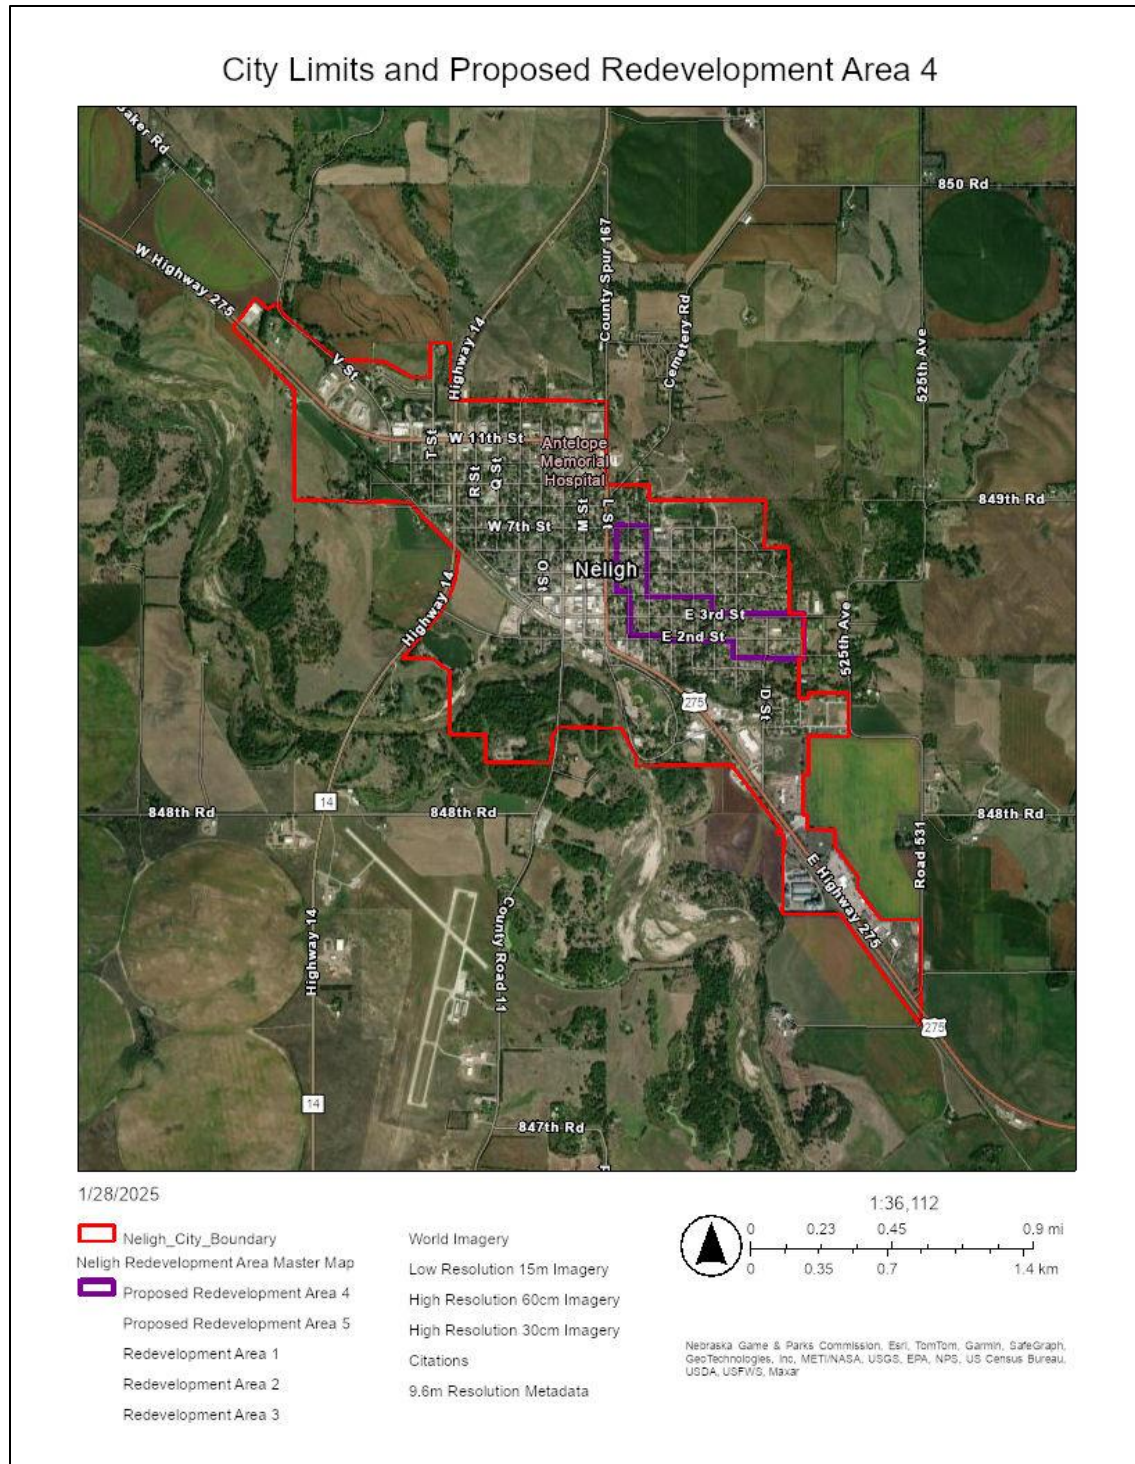 City Limits and Proposed Redevelopment Area 4
Baker Rd
850 Rd
W Highway 275
County Spur 167
Cemetery Rd
Highway 14
525th Ave
V St
W 11th St
Antelope
Memorial
Hospital
T St
R St
Q St
M St
L St
849th Rd
W 7th St
O St
Neligh
Highway 14
E 3rd St
E 2nd St
525th Ave
275
D St
14
848th Rd
848th Rd
848th Rd
Road 531
E Highway 275
Highway 14
County Road 11
275
14
847th Rd
1/28/2025
Neligh_City_Boundary
Neligh Redevelopment Area Master Map
Proposed Redevelopment Area 4
Proposed Redevelopment Area 5
Redevelopment Area 1
Redevelopment Area 2
Redevelopment Area 3
World Imagery
Low Resolution 15m Imagery
High Resolution 60cm Imagery
High Resolution 30cm Imagery
Citations
9.6m Resolution Metadata
1:36,112
0 0.23 0.45 0.9 mi
0 0.35 0.7 1.4 km
Nebraska Game & Parks Commission, Esri, TomTom, Garmin, SafeGraph,
GeoTechnologies, Inc, METI/NASA, USGS, EPA, NPS, US Census Bureau,
USDA, USFWS, Maxar